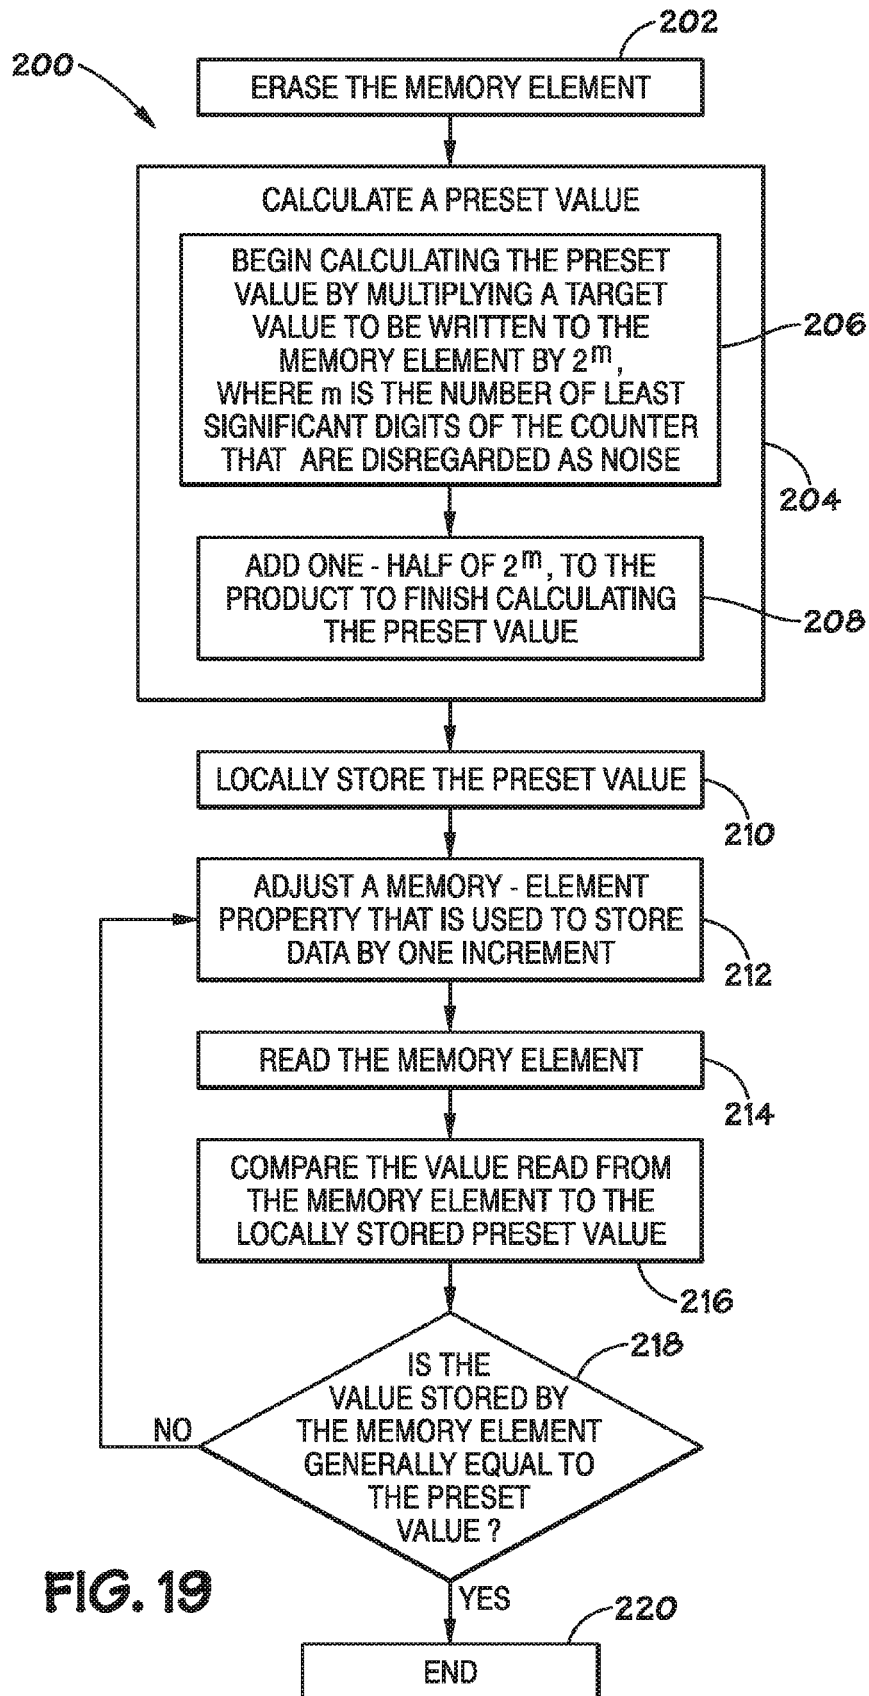 202
200
ERASE THE MEMORY ELEMENT
CALCULATE A PRESET VALUE
BEGIN CALCULATING THE PRESET
VALUE BY MULTIPLYING A TARGET
VALUE TO BE WRITTEN TO THE
MEMORY ELEMENT BY 2^m,
WHERE m IS THE NUMBER OF LEAST
SIGNIFICANT DIGITS OF THE COUNTER
THAT ARE DISREGARDED AS NOISE
206
204
ADD ONE - HALF OF 2^m, TO THE
PRODUCT TO FINISH CALCULATING
THE PRESET VALUE
208
LOCALLY STORE THE PRESET VALUE
210
ADJUST A MEMORY - ELEMENT
PROPERTY THAT IS USED TO STORE
DATA BY ONE INCREMENT
212
READ THE MEMORY ELEMENT
214
COMPARE THE VALUE READ FROM
THE MEMORY ELEMENT TO THE
LOCALLY STORED PRESET VALUE
216
218
IS THE
VALUE STORED BY
THE MEMORY ELEMENT
GENERALLY EQUAL TO
THE PRESET
VALUE ?
NO
YES
FIG. 19
220
END